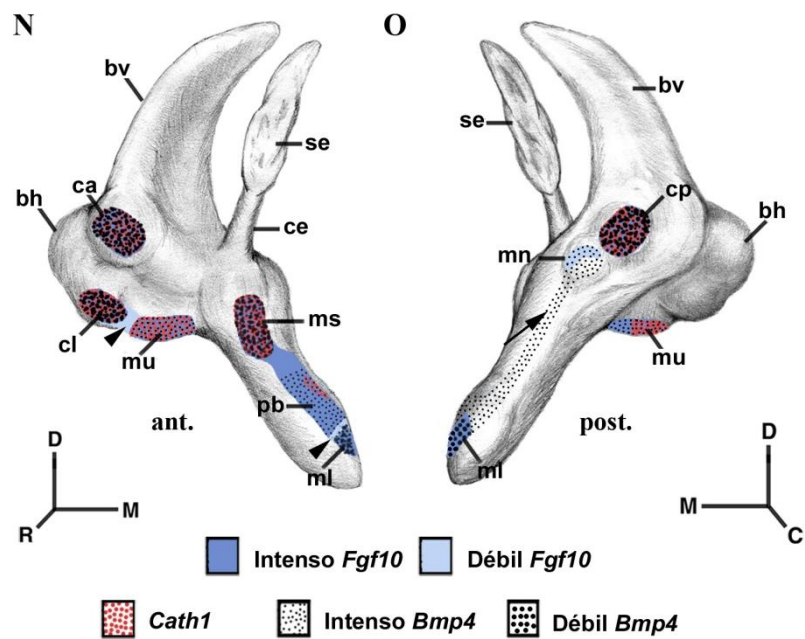 N
O
bv
bv
se
se
ca
cp
bh
bh
ce
mn
ms
cl
mu
mu
pb
ant.
post.
ml
ml
D
D
M
M
R
C
Intenso Fgf10
Débil Fgf10
Cath1
Intenso Bmp4
Débil Bmp4